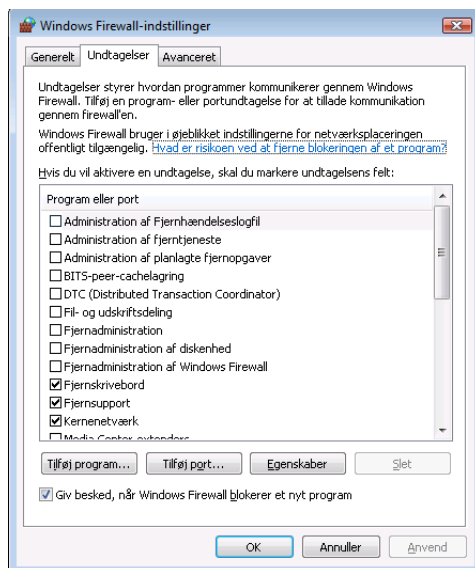 Windows Firewall-indstillinger
Generelt Undtagelser Avanceret
Undtagelser styrer hvordan programmer kommunikerer gennem Windows
Firewall. Tilføj en program- eller portundtagelse for at tillade kommunikation
gennem firewall'en.
Windows Firewall bruger i øjeblikket indstillingerne for netværksplaceringen
offentligt tilgængelig. Hvad er risikoen ved at fjerne blokeringen af et program?
Hvis du vil aktivere en undtagelse, skal du markere undtagelsens felt:
Program eller port
Administration af Fjernhændelseslogfil
Administration af fjerntjeneste
Administration af planlagte fjernopgaver
BITS-peer-cachelagring
DTC (Distributed Transaction Coordinator)
Fil- og udskriftsdeling
Fjernadministration
Fjernadministration af diskenhed
Fjernadministration af Windows Firewall
Fjernskrivebord
Fjernsupport
Kernenetværk
Media Center-extenders
Tilføj program... Tilføj port... Egenskaber Slet
Giv besked, når Windows Firewall blokerer et nyt program
OK Annuller Anvend